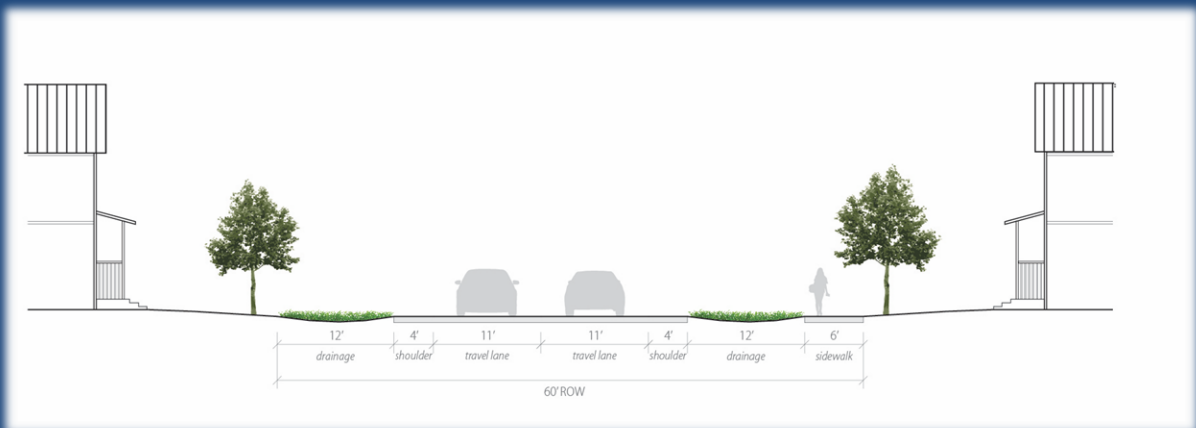 12' 4' 11' 11' 4' 12' 6'
drainage shoulder travel lane travel lane shoulder drainage sidewalk
60' ROW